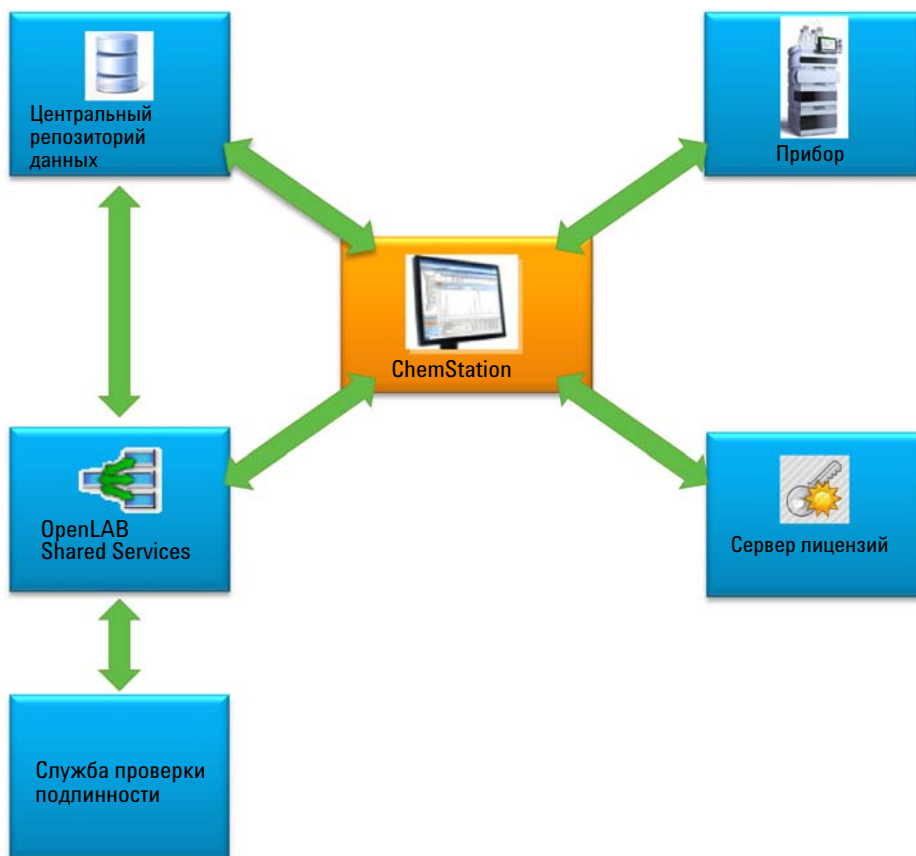 Центральный
репозиторий
данных
Прибор
ChemStation
OpenLAB
Shared Services
Сервер лицензий
Служба проверки
подлинности